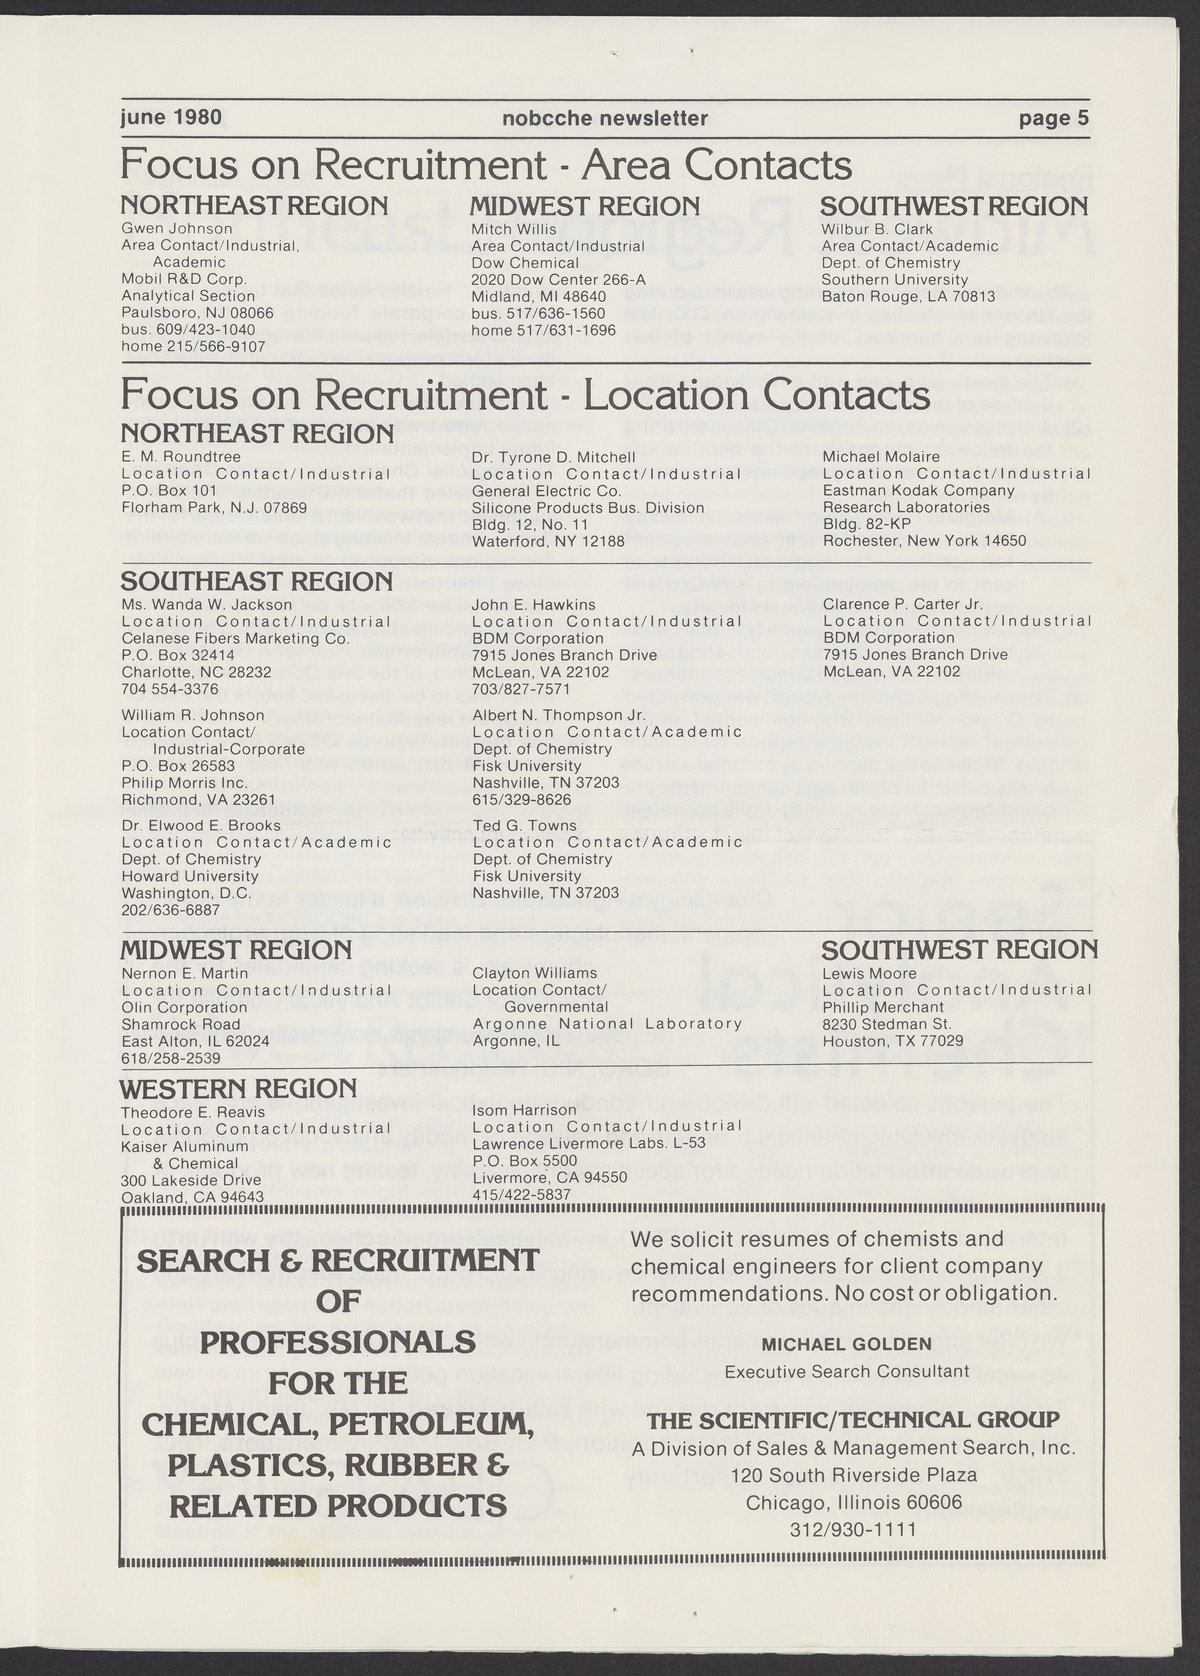 june 1980 nobcche newsletter page 5
Focus on Recruitment - Area Contacts
NORTHEAST REGION
Gwen Johnson
Area Contact/Industrial,
Academic
Mobil R&D Corp.
Analytical Section
Paulsboro, NJ 08066
bus. 609/423-1040
home 215/566-9107
MIDWEST REGION
Mitch Willis
Area Contact/Industrial
Dow Chemical
2020 Dow Center 266-A
Midland, MI 48640
bus. 517/636-1560
home 517/631-1696
SOUTHWEST REGION
Wilbur B. Clark
Area Contact/Academic
Dept. of Chemistry
Southern University
Baton Rouge, LA 70813
Focus on Recruitment - Location Contacts
NORTHEAST REGION
E. M. Roundtree
Location Contact/Industrial
P.O. Box 101
Florham Park, N.J. 07869
Dr. Tyrone D. Mitchell
Location Contact/Industrial
General Electric Co.
Silicone Products Bus. Division
Bldg. 12, No. 11
Waterford, NY 12188
Michael Molaire
Location Contact/Industrial
Eastman Kodak Company
Research Laboratories
Bldg. 82-KP
Rochester, New York 14650
SOUTHEAST REGION
Ms. Wanda W. Jackson
Location Contact/Industrial
Celanese Fibers Marketing Co.
P.O. Box 32414
Charlotte, NC 28232
704 554-3376
John E. Hawkins
Location Contact/Industrial
BDM Corporation
7915 Jones Branch Drive
McLean, VA 22102
703/827-7571
Clarence P. Carter Jr.
Location Contact/Industrial
BDM Corporation
7915 Jones Branch Drive
McLean, VA 22102
William R. Johnson
Location Contact/
Industrial-Corporate
P.O. Box 26583
Philip Morris Inc.
Richmond, VA 23261
Albert N. Thompson Jr.
Location Contact/Academic
Dept. of Chemistry
Fisk University
Nashville, TN 37203
615/329-8626
Dr. Elwood E. Brooks
Location Contact/Academic
Dept. of Chemistry
Howard University
Washington, D.C.
202/636-6887
Ted G. Towns
Location Contact/Academic
Dept. of Chemistry
Fisk University
Nashville, TN 37203
MIDWEST REGION
Nernon E. Martin
Location Contact/Industrial
Olin Corporation
Shamrock Road
East Alton, IL 62024
618/258-2539
Clayton Williams
Location Contact/
Governmental
Argonne National Laboratory
Argonne, IL
SOUTHWEST REGION
Lewis Moore
Location Contact/Industrial
Phillip Merchant
8230 Stedman St.
Houston, TX 77029
WESTERN REGION
Theodore E. Reavis
Location Contact/Industrial
Kaiser Aluminum
& Chemical
300 Lakeside Drive
Oakland, CA 94643
Isom Harrison
Location Contact/Industrial
Lawrence Livermore Labs. L-53
P.O. Box 5500
Livermore, CA 94550
415/422-5837
SEARCH & RECRUITMENT
OF
PROFESSIONALS
FOR THE
CHEMICAL, PETROLEUM,
PLASTICS, RUBBER &
RELATED PRODUCTS
We solicit resumes of chemists and
chemical engineers for client company
recommendations. No cost or obligation.
MICHAEL GOLDEN
Executive Search Consultant
THE SCIENTIFIC/TECHNICAL GROUP
A Division of Sales & Management Search, Inc.
120 South Riverside Plaza
Chicago, Illinois 60606
312/930-1111